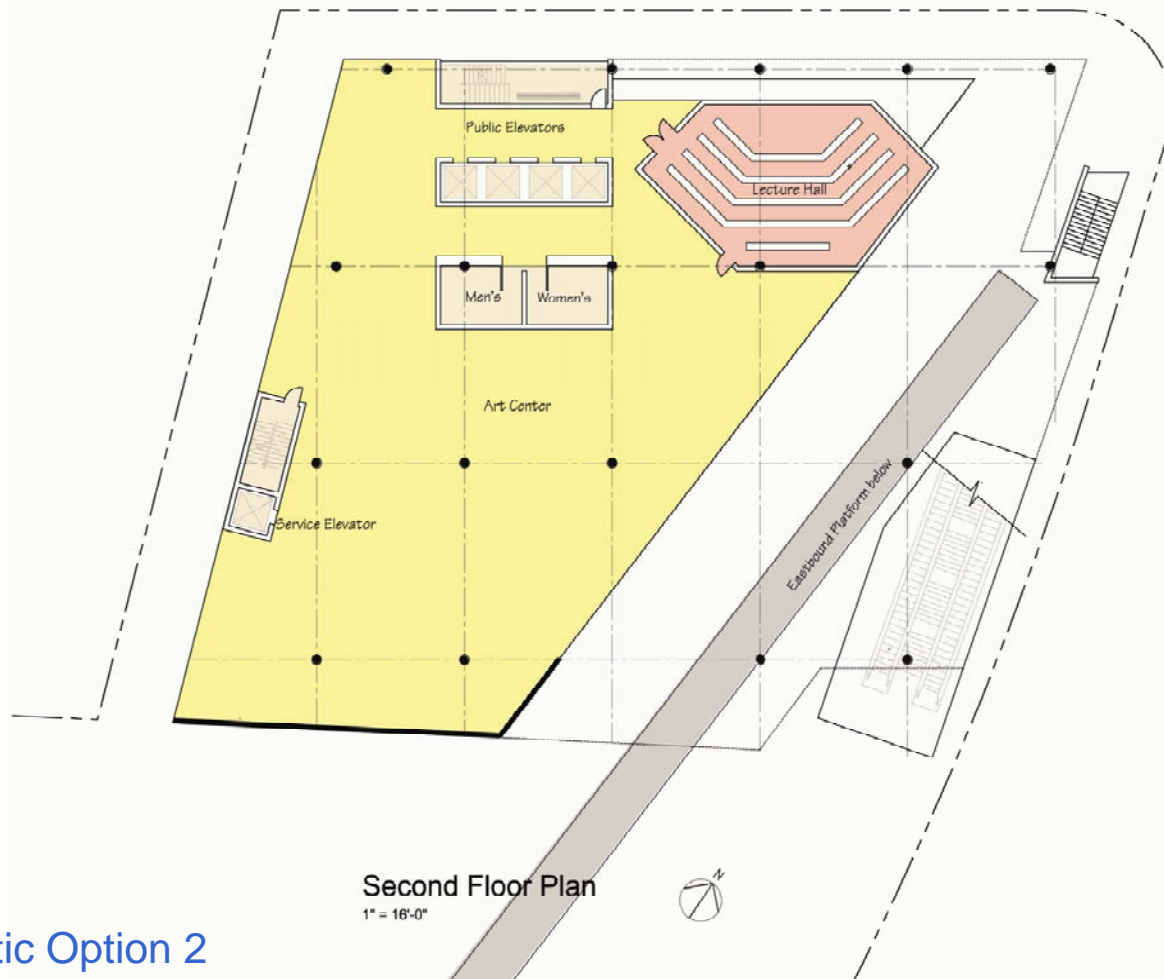 Public Elevators
Lecture Hall
Men's
Women's
Art Center
Service Elevator
Eastbound Platform below
Second Floor Plan
1" = 16'-0"
N
tic Option 2